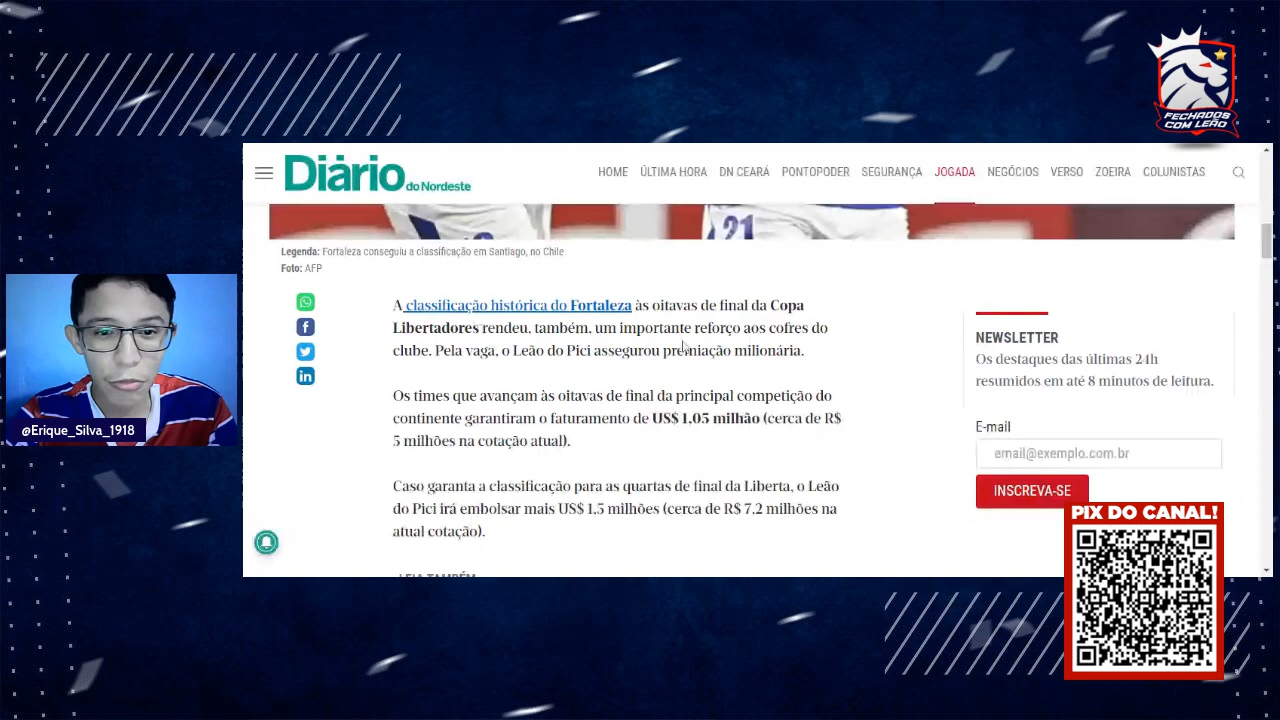 FECHADOS
COM LEÃO
Diário do Nordeste
HOME ÚLTIMA HORA DN CEARÁ PONTOPODER SEGURANÇA JOGADA NEGÓCIOS VERSO ZOEIRA COLUNISTAS
21
Legenda: Fortaleza conseguiu a classificação em Santiago, no Chile
Foto: AFP
A classificação histórica do Fortaleza às oitavas de final da Copa
Libertadores rendeu, também, um importante reforço aos cofres do
clube. Pela vaga, o Leão do Pici assegurou premiação milionária.
Os times que avançam às oitavas de final da principal competição do
continente garantiram o faturamento de US$ 1,05 milhão (cerca de R$
5 milhões na cotação atual).
Caso garanta a classificação para as quartas de final da Liberta, o Leão
do Pici irá embolsar mais US$ 1,5 milhões (cerca de R$ 7.2 milhões na
atual cotação).
LEIA TAMBÉM
NEWSLETTER
Os destaques das últimas 24h
resumidos em até 8 minutos de leitura.
E-mail
email@exemplo.com.br
INSCREVA-SE
@Erique_Silva_1918
PIX DO CANAL!